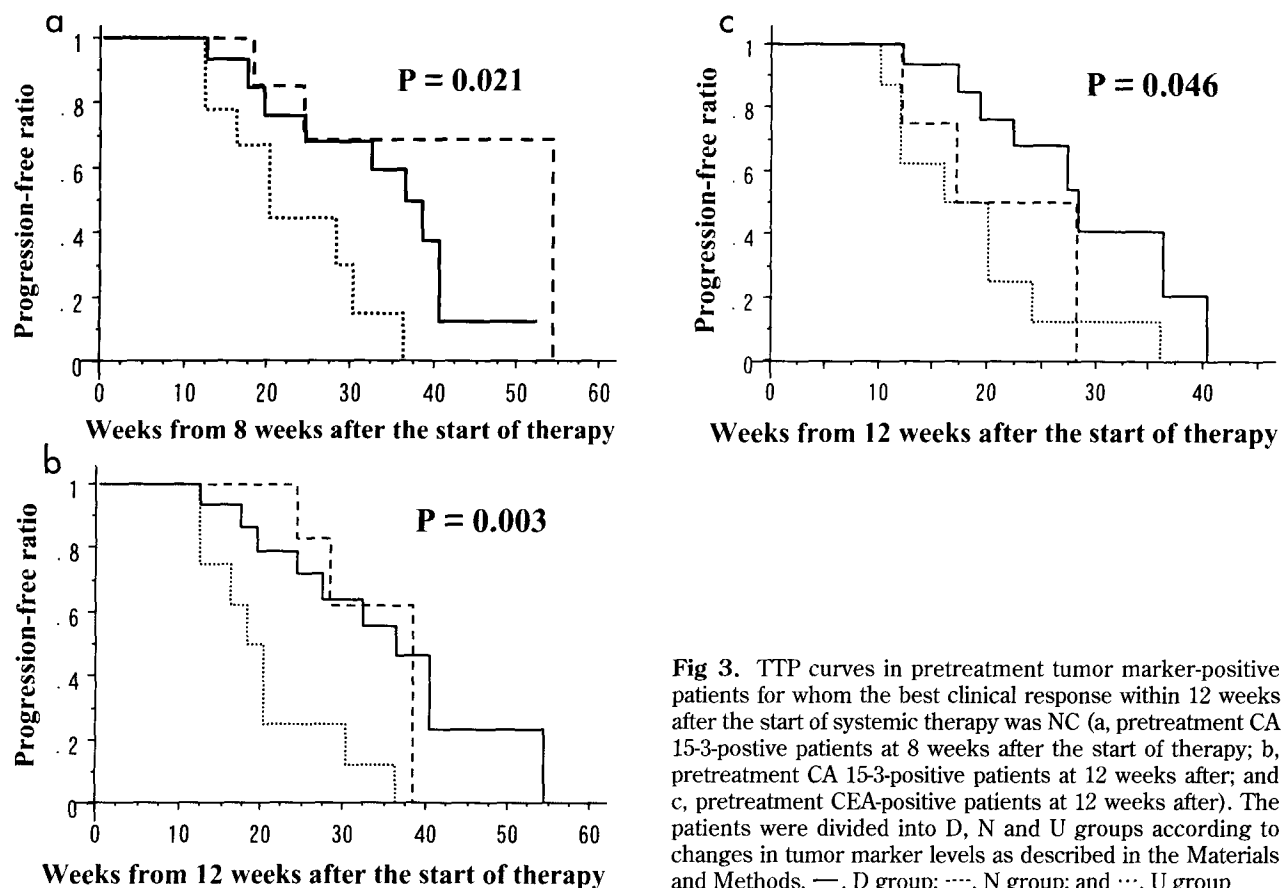 a
P = 0.021
Progression-free ratio
1
.8
.6
.4
.2
0
0 10 20 30 40 50 60
Weeks from 8 weeks after the start of therapy
b
P = 0.003
Progression-free ratio
1
.8
.6
.4
.2
0
0 10 20 30 40 50 60
Weeks from 12 weeks after the start of therapy
c
P = 0.046
Progression-free ratio
1
.8
.6
.4
.2
0
0 10 20 30 40
Weeks from 12 weeks after the start of therapy
Fig 3. TTP curves in pretreatment tumor marker-positive
patients for whom the best clinical response within 12 weeks
after the start of systemic therapy was NC (a, pretreatment CA
15-3-postive patients at 8 weeks after the start of therapy; b,
pretreatment CA 15-3-positive patients at 12 weeks after; and
c, pretreatment CEA-positive patients at 12 weeks after). The
patients were divided into D, N and U groups according to
changes in tumor marker levels as described in the Materials
and Methods. —, D group; ----, N group; and ···, U group